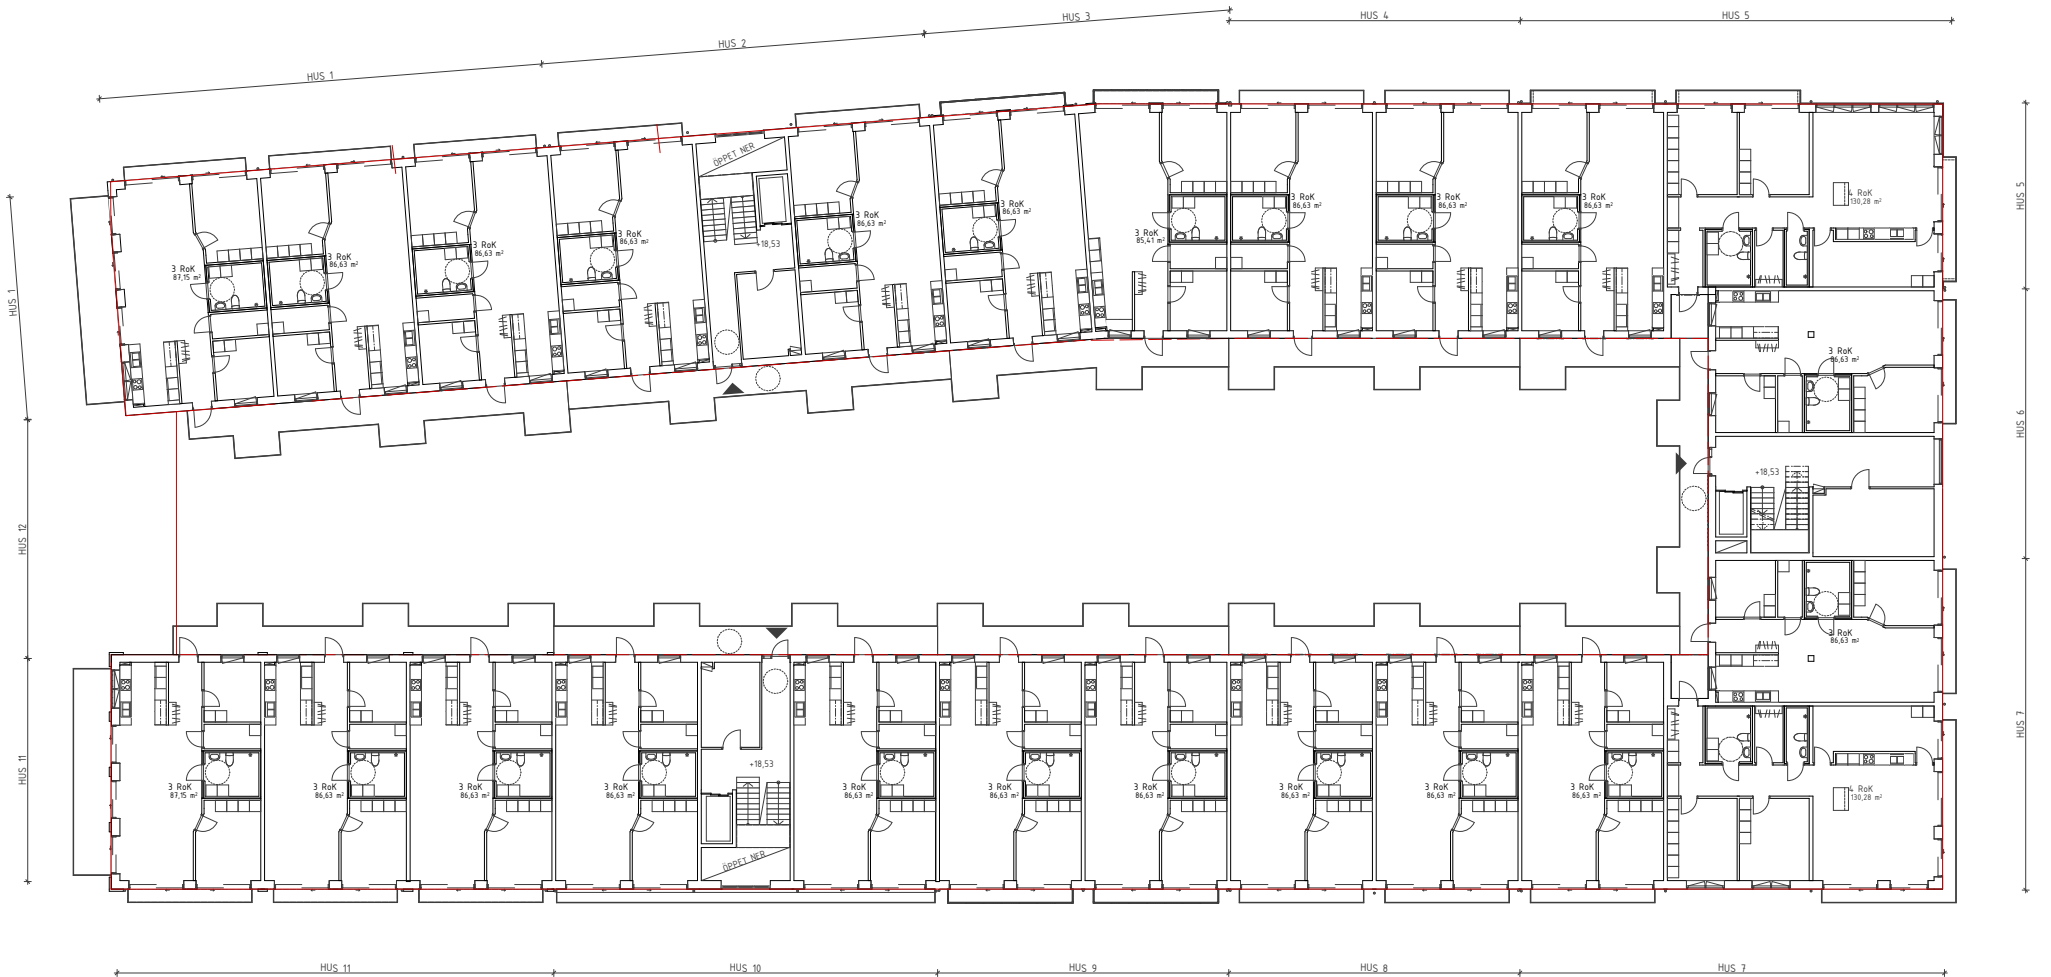 HUS 3
HUS 4
HUS 5
HUS 2
HUS 1
ÖPPET NER
HUS 1
HUS 5
3 RoK
87,15 m²
3 RoK
86,63 m²
3 RoK
86,63 m²
3 RoK
86,63 m²
+18,53
3 RoK
86,63 m²
3 RoK
86,63 m²
3 RoK
85,41 m²
3 RoK
86,63 m²
3 RoK
86,63 m²
3 RoK
86,63 m²
4 RoK
130,28 m²
3 RoK
86,63 m²
HUS 6
+18,53
HUS 12
3 RoK
86,63 m²
HUS 7
HUS 11
+18,53
3 RoK
87,15 m²
3 RoK
86,63 m²
3 RoK
86,63 m²
3 RoK
86,63 m²
3 RoK
86,63 m²
3 RoK
86,63 m²
3 RoK
86,63 m²
3 RoK
86,63 m²
3 RoK
86,63 m²
3 RoK
86,63 m²
4 RoK
130,28 m²
ÖPPET NER
HUS 11
HUS 10
HUS 9
HUS 8
HUS 7